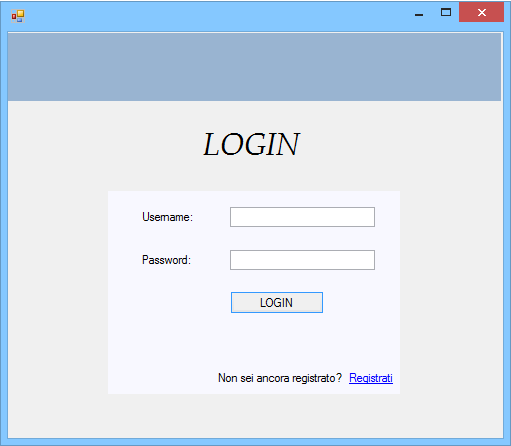 LOGIN
Username:
Password:
LOGIN
Non sei ancora registrato? Registrati